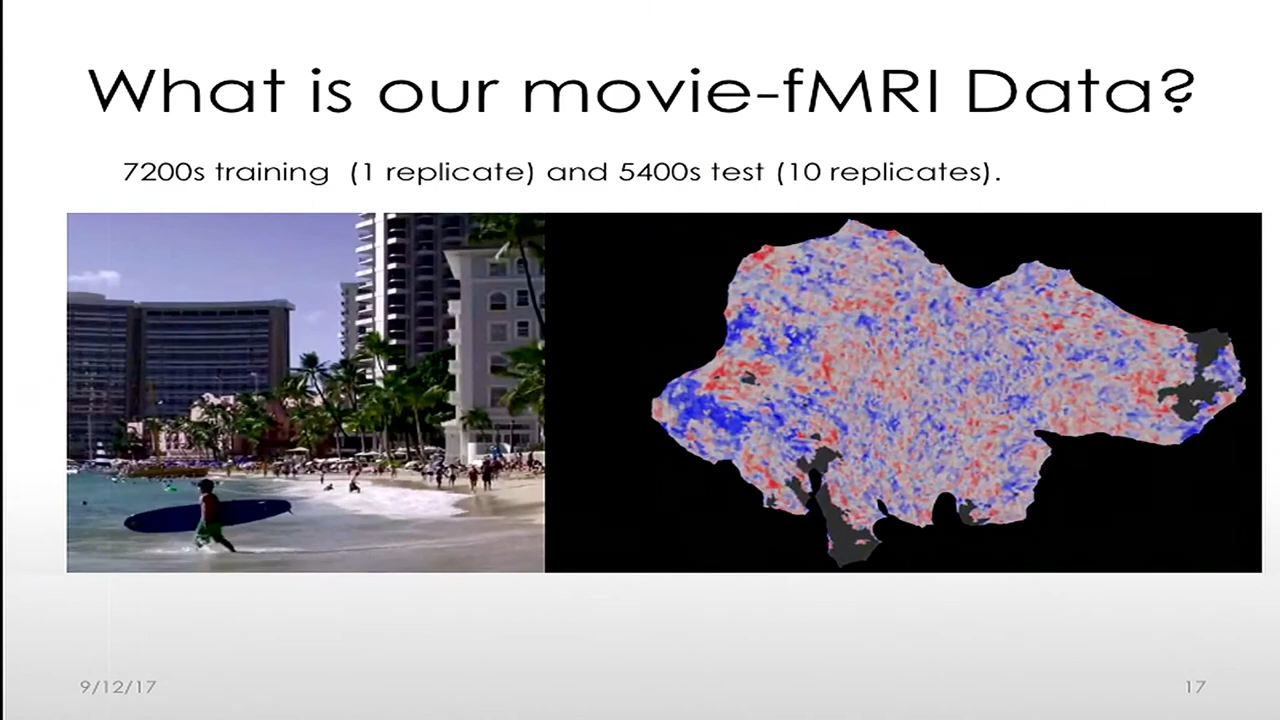 What is our movie-fMRI Data?
7200s training (1 replicate) and 5400s test (10 replicates).
9/12/17
17